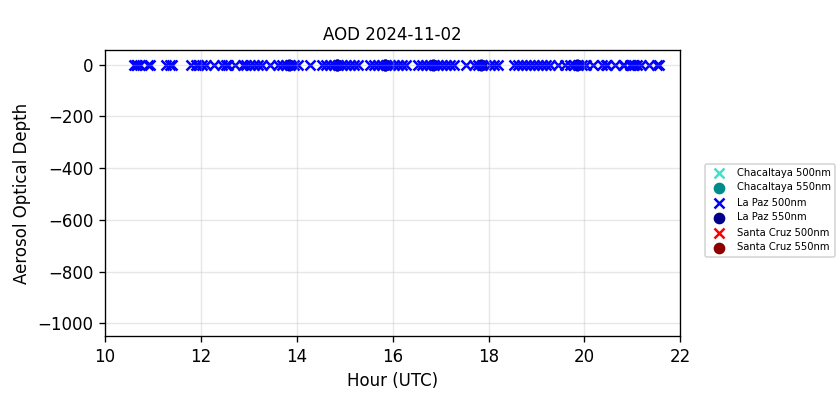 AOD 2024-11-02
Aerosol Optical Depth
0
−200
−400
−600
−800
−1000
10 12 14 16 18 20 22
Hour (UTC)
Chacaltaya 500nm
Chacaltaya 550nm
La Paz 500nm
La Paz 550nm
Santa Cruz 500nm
Santa Cruz 550nm